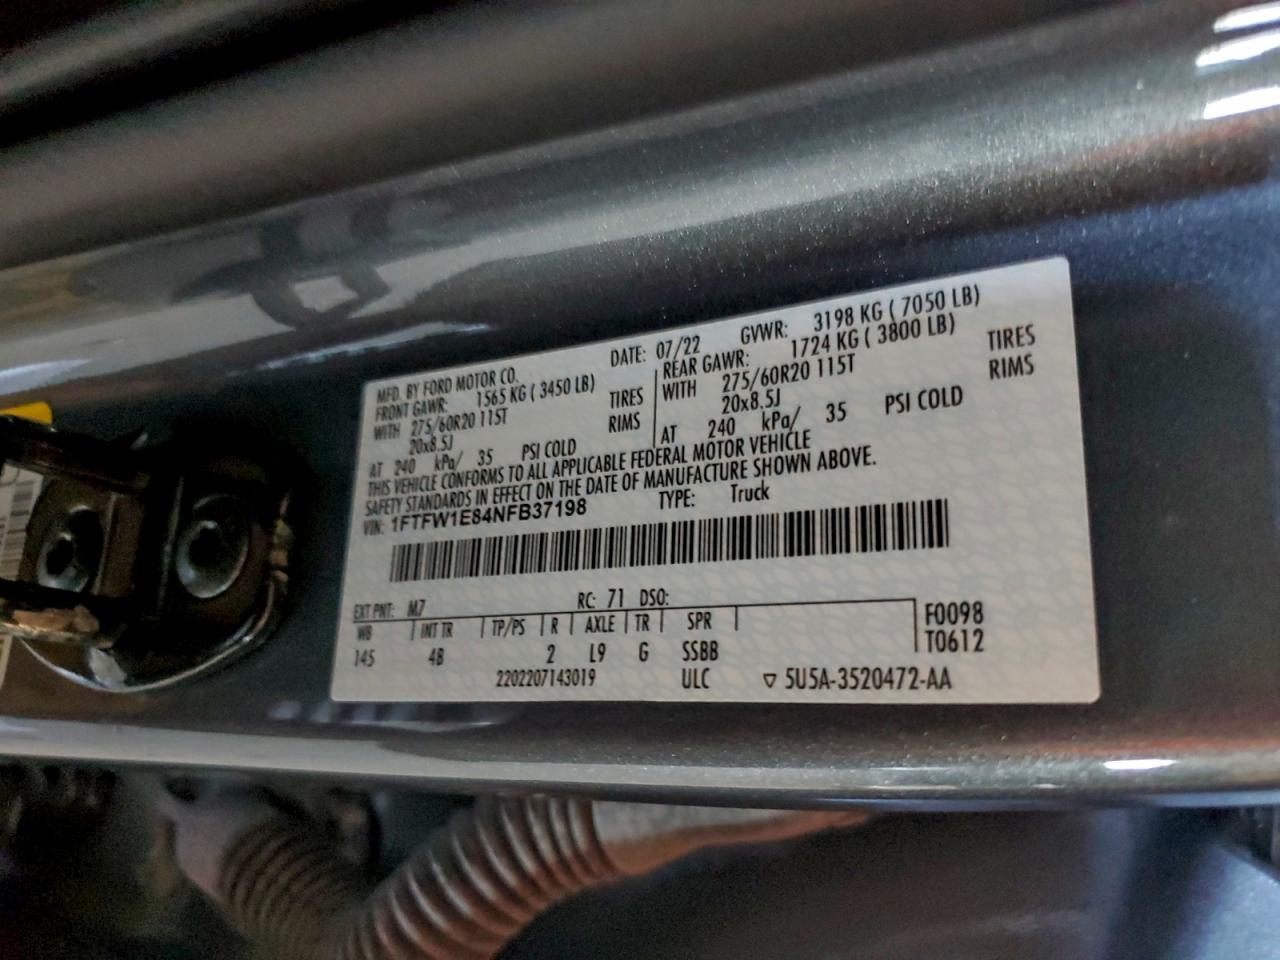 MFD. BY FORD MOTOR CO. DATE: 07/22 GVWR: 3198 KG ( 7050 LB)
FRONT GAWR: 1565 KG ( 3450 LB) REAR GAWR: 1724 KG ( 3800 LB)
WITH 275/60R20 115T TIRES WITH 275/60R20 115T TIRES
20x8.5J RIMS 20x8.5J RIMS
AT 240 kPa/ 35 PSI COLD AT 240 kPa/ 35 PSI COLD
THIS VEHICLE CONFORMS TO ALL APPLICABLE FEDERAL MOTOR VEHICLE
SAFETY STANDARDS IN EFFECT ON THE DATE OF MANUFACTURE SHOWN ABOVE.
VIN: 1FTFW1E84NFB37198 TYPE: Truck
EXT PNT: M7 RC: 71 DSO:
WB INT TR TP/PS R AXLE TR SPR F0098
145 4B 2 L9 G SSBB T0612
2202207143019 ULC ▽ 5U5A-3520472-AA